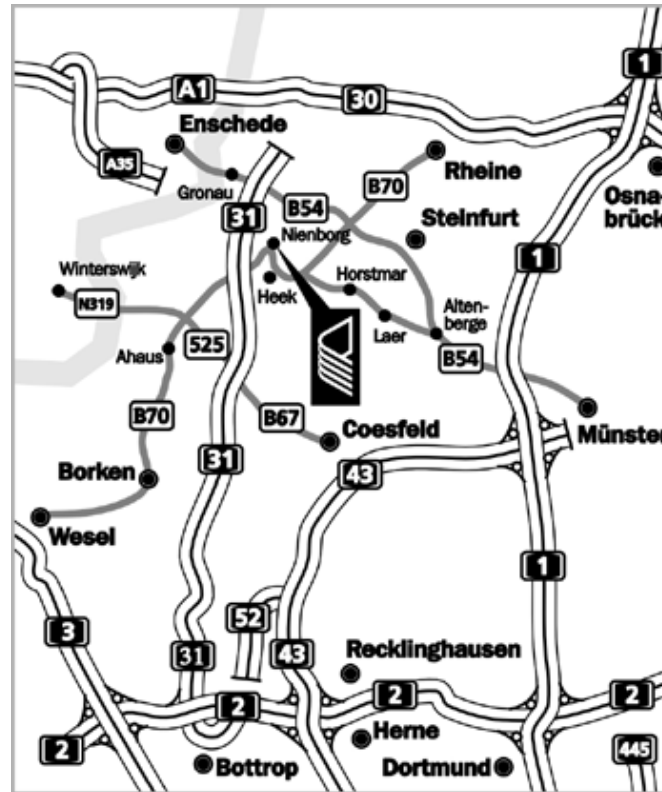 1
A1
30
Enschede
A35
Rheine
Osna-
brück
Gronau
B70
31
B54
Steinfurt
Nienborg
1
Winterswijk
Heek
Horstmar
N319
Alten-
berge
Laer
525
Ahaus
B54
B70
B67
Münster
Coesfeld
31
43
Borken
Wesel
1
52
3
31
43
Recklinghausen
2
2
2
2
Herne
445
Bottrop
Dortmund